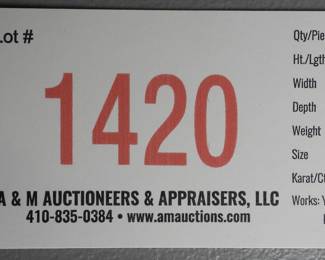 Lot #
1420
A & M AUCTIONEERS & APPRAISERS, LLC
410-835-0384 • www.amauctions.com
Qty/Pie
Ht./Lgth
Width
Depth
Weight
Size
Karat/Ct
Works: Y